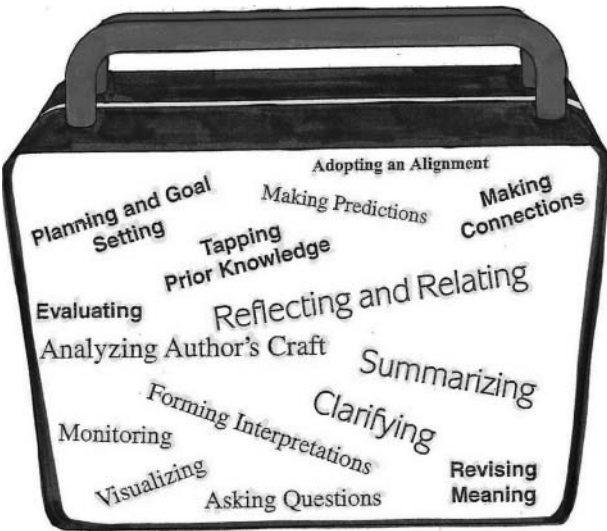 Adopting an Alignment
Making Predictions
Making
Connections
Planning and Goal
Setting
Tapping
Prior Knowledge
Reflecting and Relating
Evaluating
Analyzing Author's Craft
Summarizing
Forming Interpretations
Clarifying
Monitoring
Visualizing
Asking Questions
Revising
Meaning